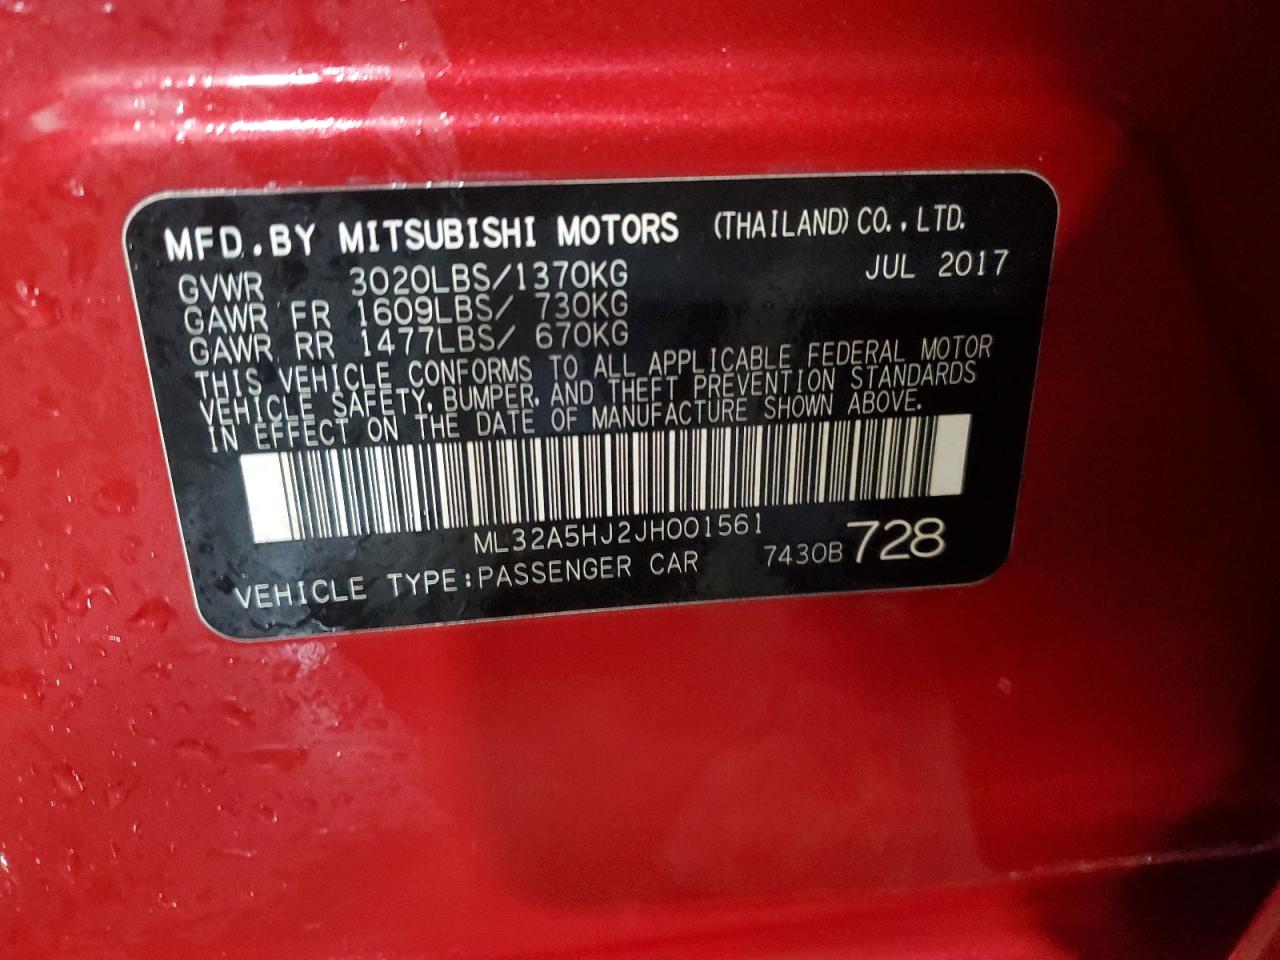 MFD. BY MITSUBISHI MOTORS (THAILAND) CO., LTD.
GVWR 3020LBS/1370KG JUL 2017
GAWR FR 1609LBS/ 730KG
GAWR RR 1477LBS/ 670KG
THIS VEHICLE CONFORMS TO ALL APPLICABLE FEDERAL MOTOR
VEHICLE SAFETY, BUMPER, AND THEFT PREVENTION STANDARDS
IN EFFECT ON THE DATE OF MANUFACTURE SHOWN ABOVE.
ML32A5HJ2JH001561
VEHICLE TYPE:PASSENGER CAR 7430B 728